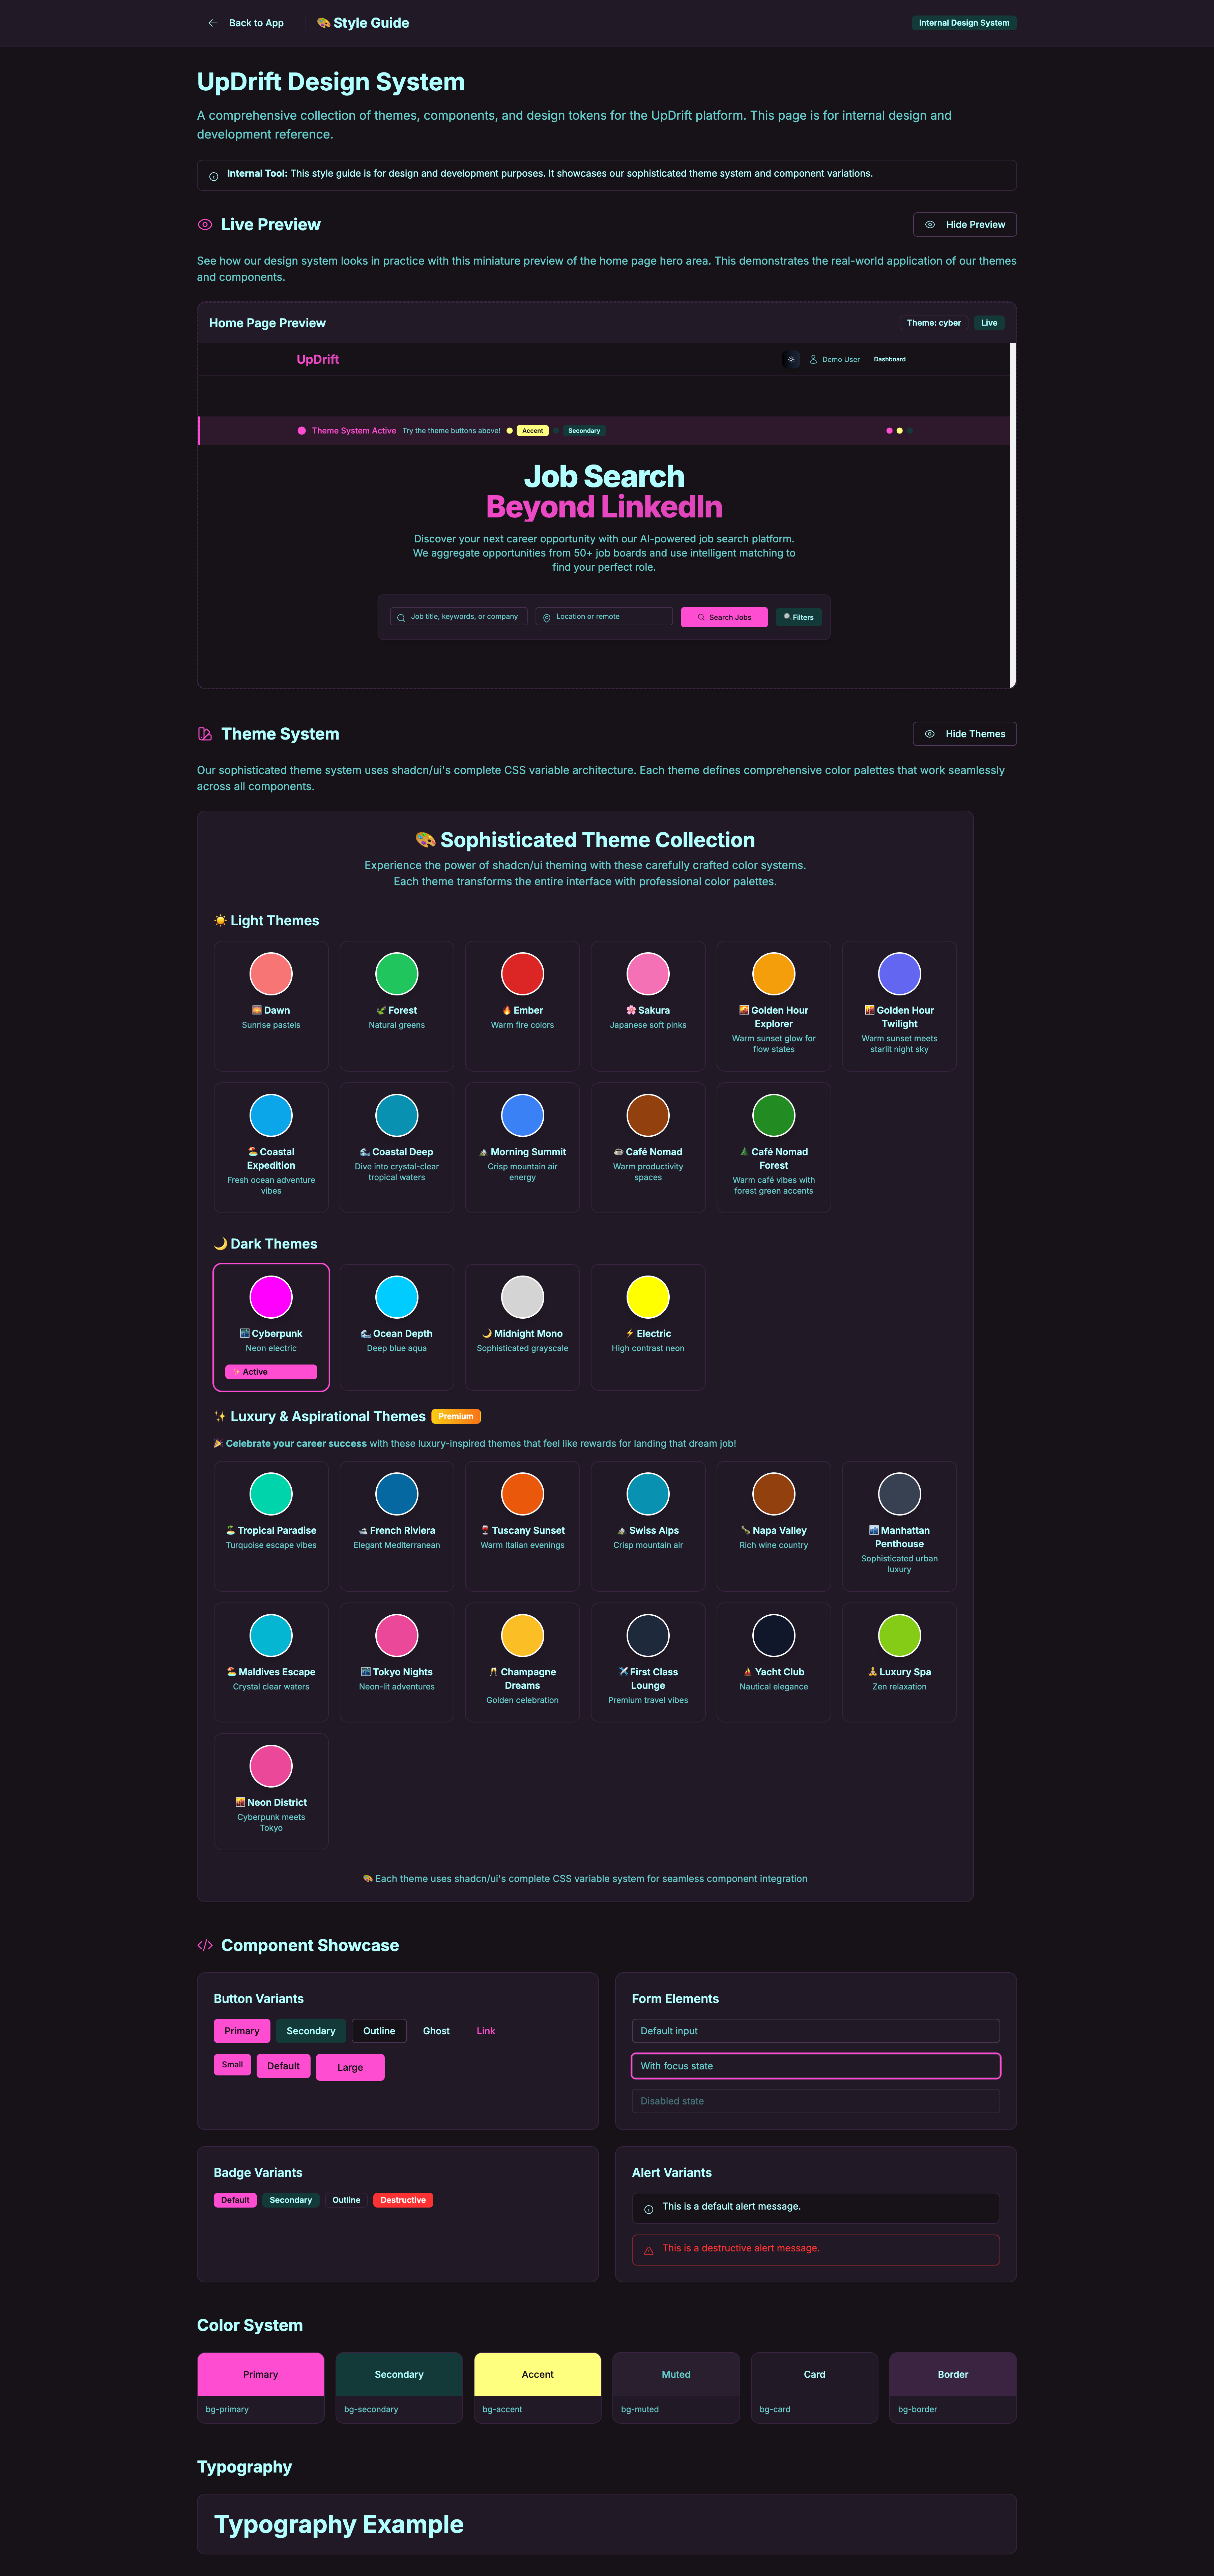 Back to App
🎨 Style Guide
Internal Design System
UpDrift Design System
A comprehensive collection of themes, components, and design tokens for the UpDrift platform. This page is for internal design and
development reference.
Internal Tool: This style guide is for design and development purposes. It showcases our sophisticated theme system and component variations.
Live Preview
Hide Preview
See how our design system looks in practice with this miniature preview of the home page hero area. This demonstrates the real-world application of our themes
and components.
Home Page Preview
Theme: cyber
Live
UpDrift
Demo User
Dashboard
Theme System Active
Try the theme buttons above!
Accent
Secondary
Job Search
Beyond LinkedIn
Discover your next career opportunity with our AI-powered job search platform.
We aggregate opportunities from 50+ job boards and use intelligent matching to
find your perfect role.
Job title, keywords, or company
Location or remote
Search Jobs
Filters
Theme System
Hide Themes
Our sophisticated theme system uses shadcn/ui's complete CSS variable architecture. Each theme defines comprehensive color palettes that work seamlessly
across all components.
🎨 Sophisticated Theme Collection
Experience the power of shadcn/ui theming with these carefully crafted color systems.
Each theme transforms the entire interface with professional color palettes.
☀️ Light Themes
🌅 Dawn
Sunrise pastels
🌿 Forest
Natural greens
🔥 Ember
Warm fire colors
🌸 Sakura
Japanese soft pinks
🌇 Golden Hour
Explorer
Warm sunset glow for
flow states
🌆 Golden Hour
Twilight
Warm sunset meets
starlit night sky
🏖️ Coastal
Expedition
Fresh ocean adventure
vibes
🌊 Coastal Deep
Dive into crystal-clear
tropical waters
🏔️ Morning Summit
Crisp mountain air
energy
☕ Café Nomad
Warm productivity
spaces
🌲 Café Nomad
Forest
Warm café vibes with
forest green accents
🌙 Dark Themes
🌃 Cyberpunk
Neon electric
✨ Active
🌊 Ocean Depth
Deep blue aqua
🌙 Midnight Mono
Sophisticated grayscale
⚡ Electric
High contrast neon
✨ Luxury & Aspirational Themes
Premium
🎉 Celebrate your career success with these luxury-inspired themes that feel like rewards for landing that dream job!
🏝️ Tropical Paradise
Turquoise escape vibes
🛥️ French Riviera
Elegant Mediterranean
🍷 Tuscany Sunset
Warm Italian evenings
🏔️ Swiss Alps
Crisp mountain air
🍾 Napa Valley
Rich wine country
🏙️ Manhattan
Penthouse
Sophisticated urban
luxury
🏖️ Maldives Escape
Crystal clear waters
🌃 Tokyo Nights
Neon-lit adventures
🥂 Champagne
Dreams
Golden celebration
✈️ First Class
Lounge
Premium travel vibes
⛵ Yacht Club
Nautical elegance
🧘 Luxury Spa
Zen relaxation
🌆 Neon District
Cyberpunk meets
Tokyo
🎨 Each theme uses shadcn/ui's complete CSS variable system for seamless component integration
Component Showcase
Button Variants
Primary
Secondary
Outline
Ghost
Link
Small
Default
Large
Form Elements
Default input
With focus state
Disabled state
Badge Variants
Default
Secondary
Outline
Destructive
Alert Variants
This is a default alert message.
This is a destructive alert message.
Color System
Primary
bg-primary
Secondary
bg-secondary
Accent
bg-accent
Muted
bg-muted
Card
bg-card
Border
bg-border
Typography
Typography Example